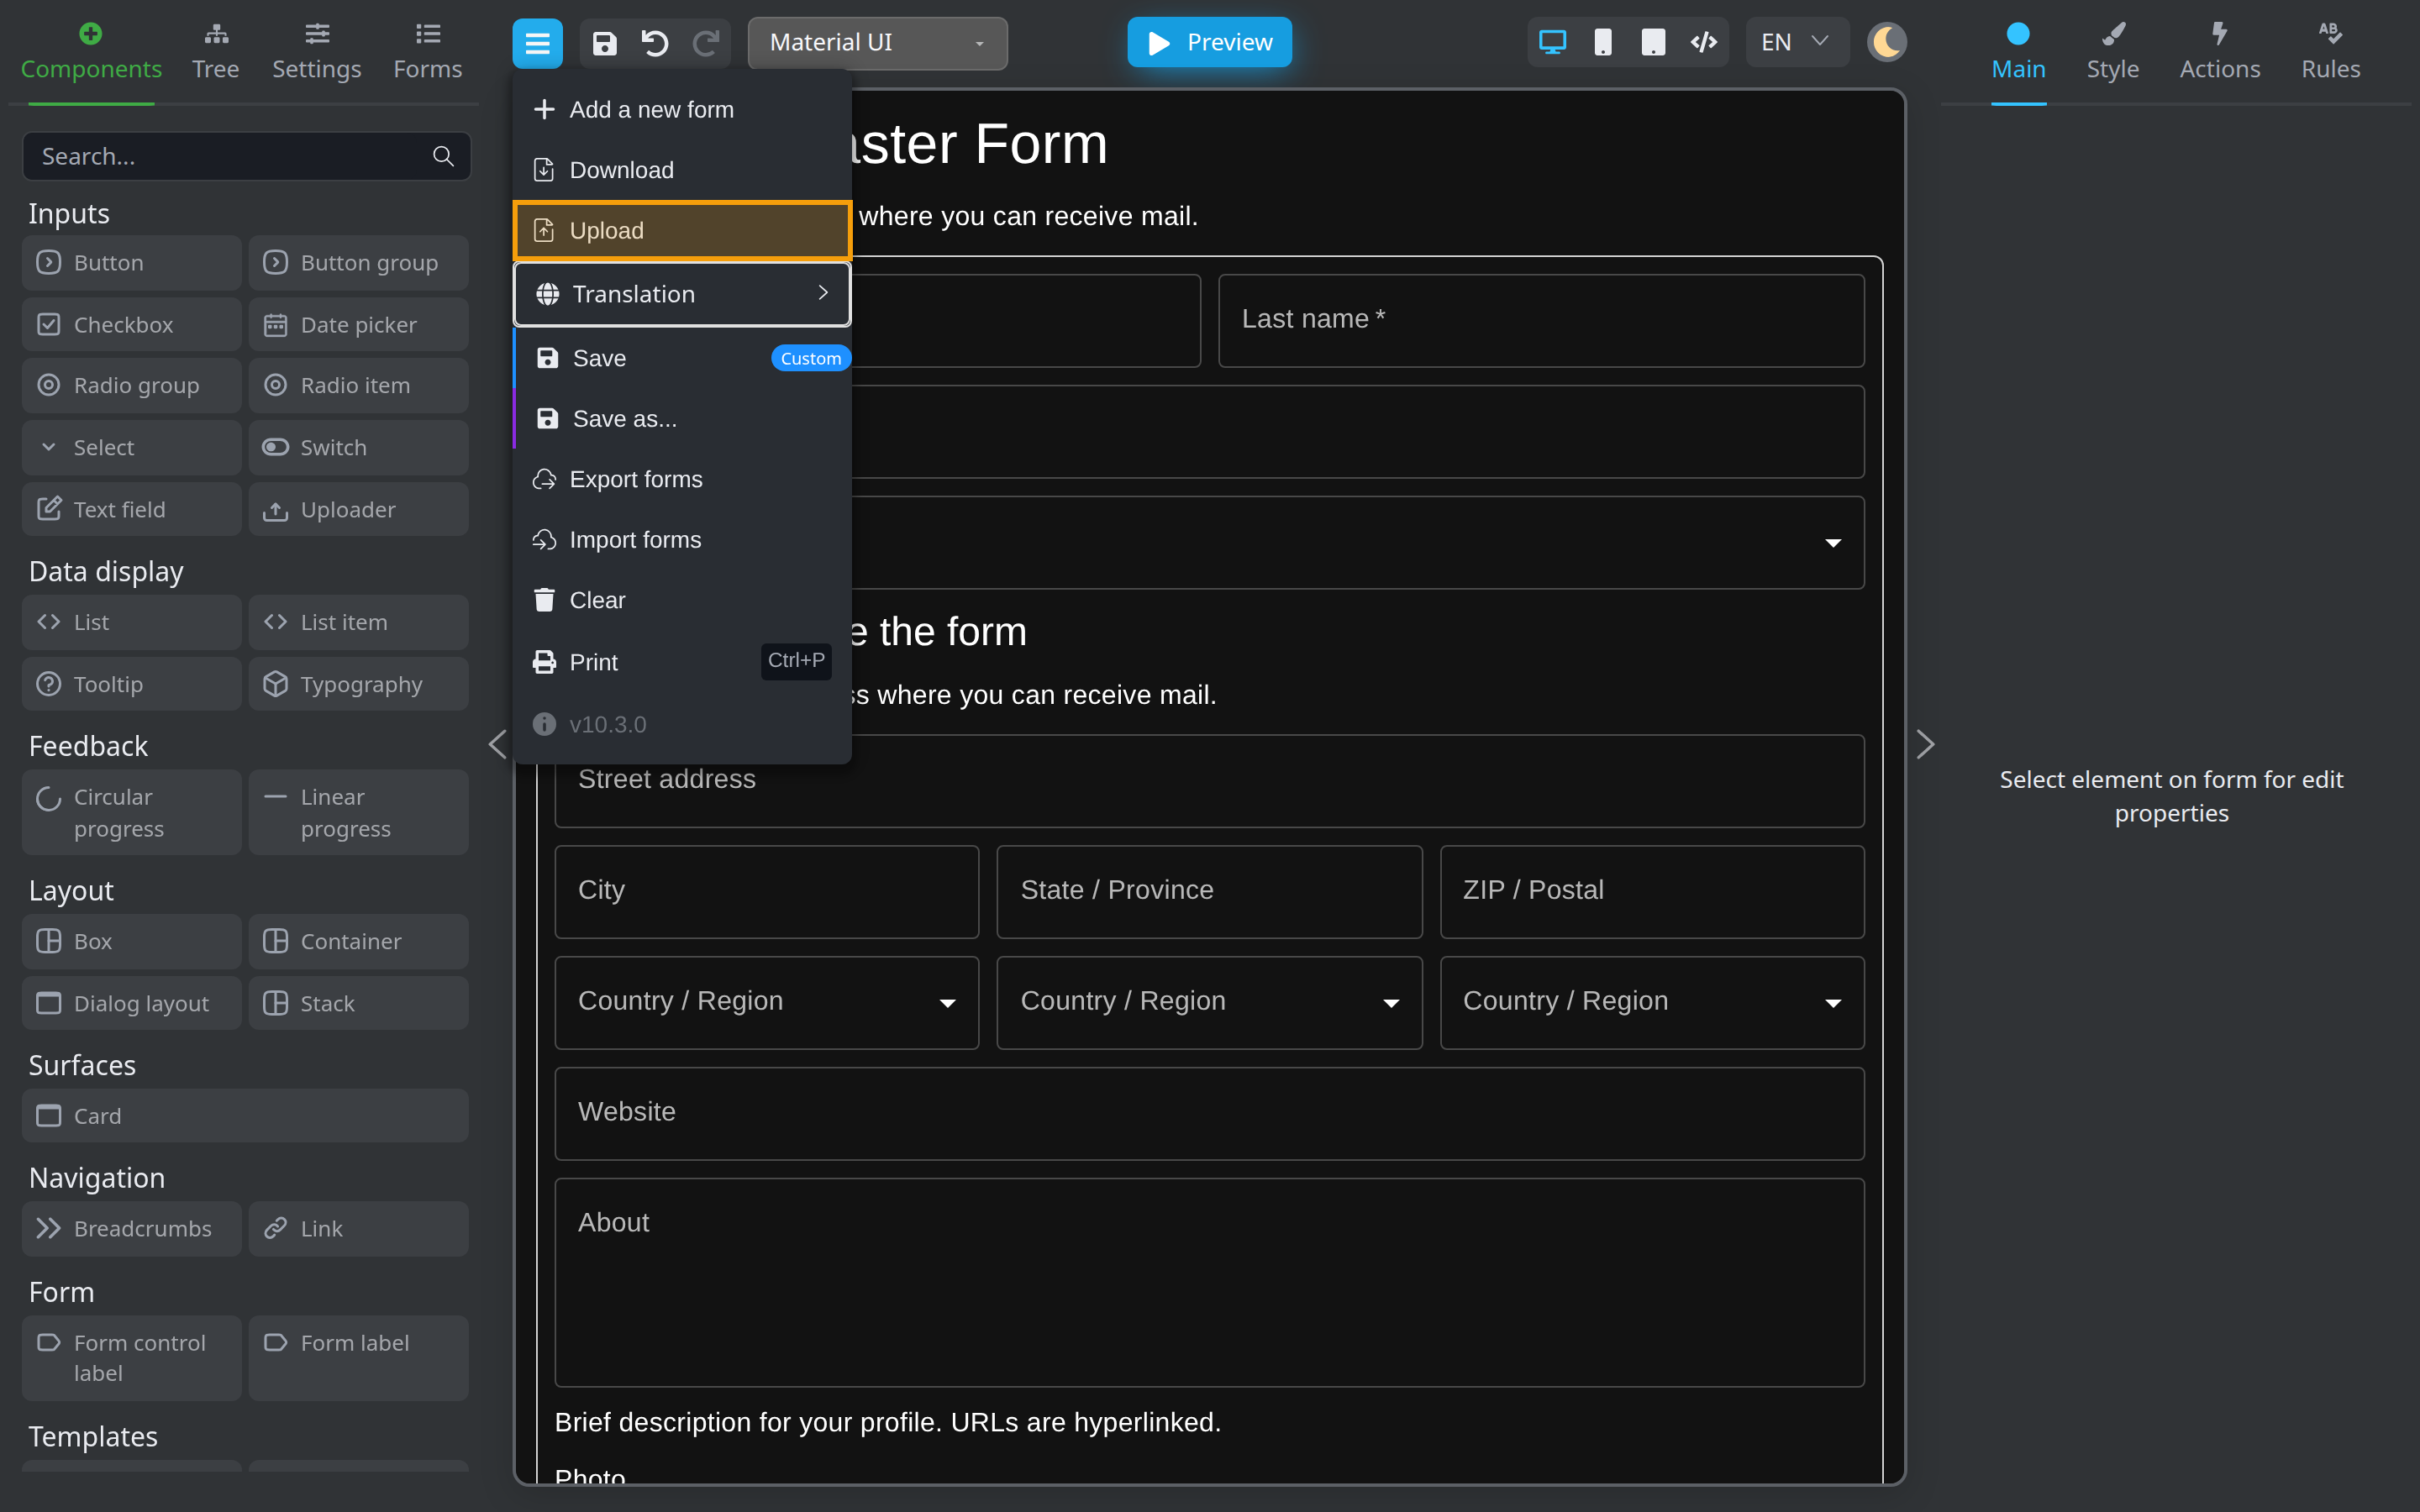 Components
Tree
Settings
Forms
Material UI
Preview
EN
Main
Style
Actions
Rules
Search...
Inputs
Button
Button group
Checkbox
Date picker
Radio group
Radio item
Select
Switch
Text field
Uploader
Data display
List
List item
Tooltip
Typography
Feedback
Circular
progress
Linear
progress
Layout
Box
Container
Dialog layout
Stack
Surfaces
Card
Navigation
Breadcrumbs
Link
Form
Form control
label
Form label
Templates
Add a new form
Download
Upload
Translation
Save
Custom
Save as...
Export forms
Import forms
Clear
Print
Ctrl+P
v10.3.0
Form
where you can receive mail.
Last name *
the form
where you can receive mail.
Street address
City
State / Province
ZIP / Postal
Country / Region
Country / Region
Country / Region
Website
About
Brief description for your profile. URLs are hyperlinked.
Photo
Select element on form for edit
properties